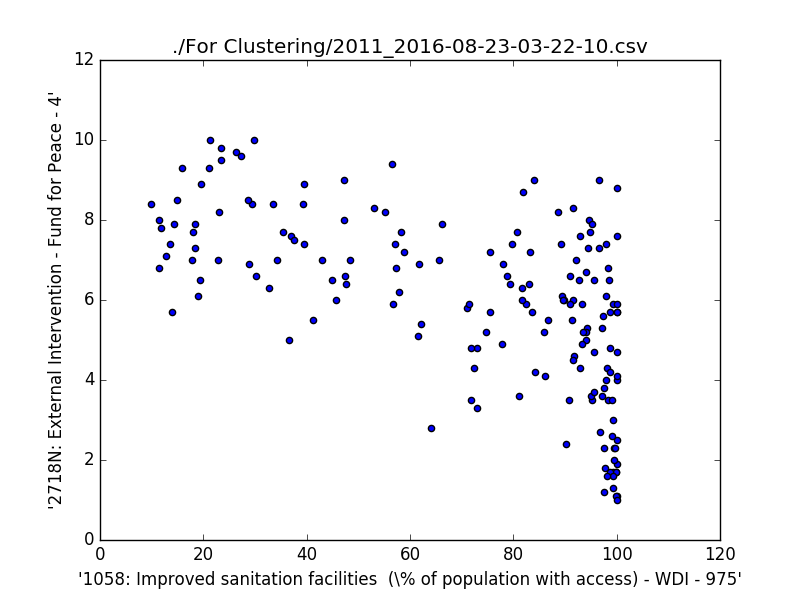 ./For Clustering/2011_2016-08-23-03-22-10.csv
12
10
8
6
4
2
0
'2718N: External Intervention - Fund for Peace - 4'
0 20 40 60 80 100 120
'1058: Improved sanitation facilities  (\% of population with access) - WDI - 975'